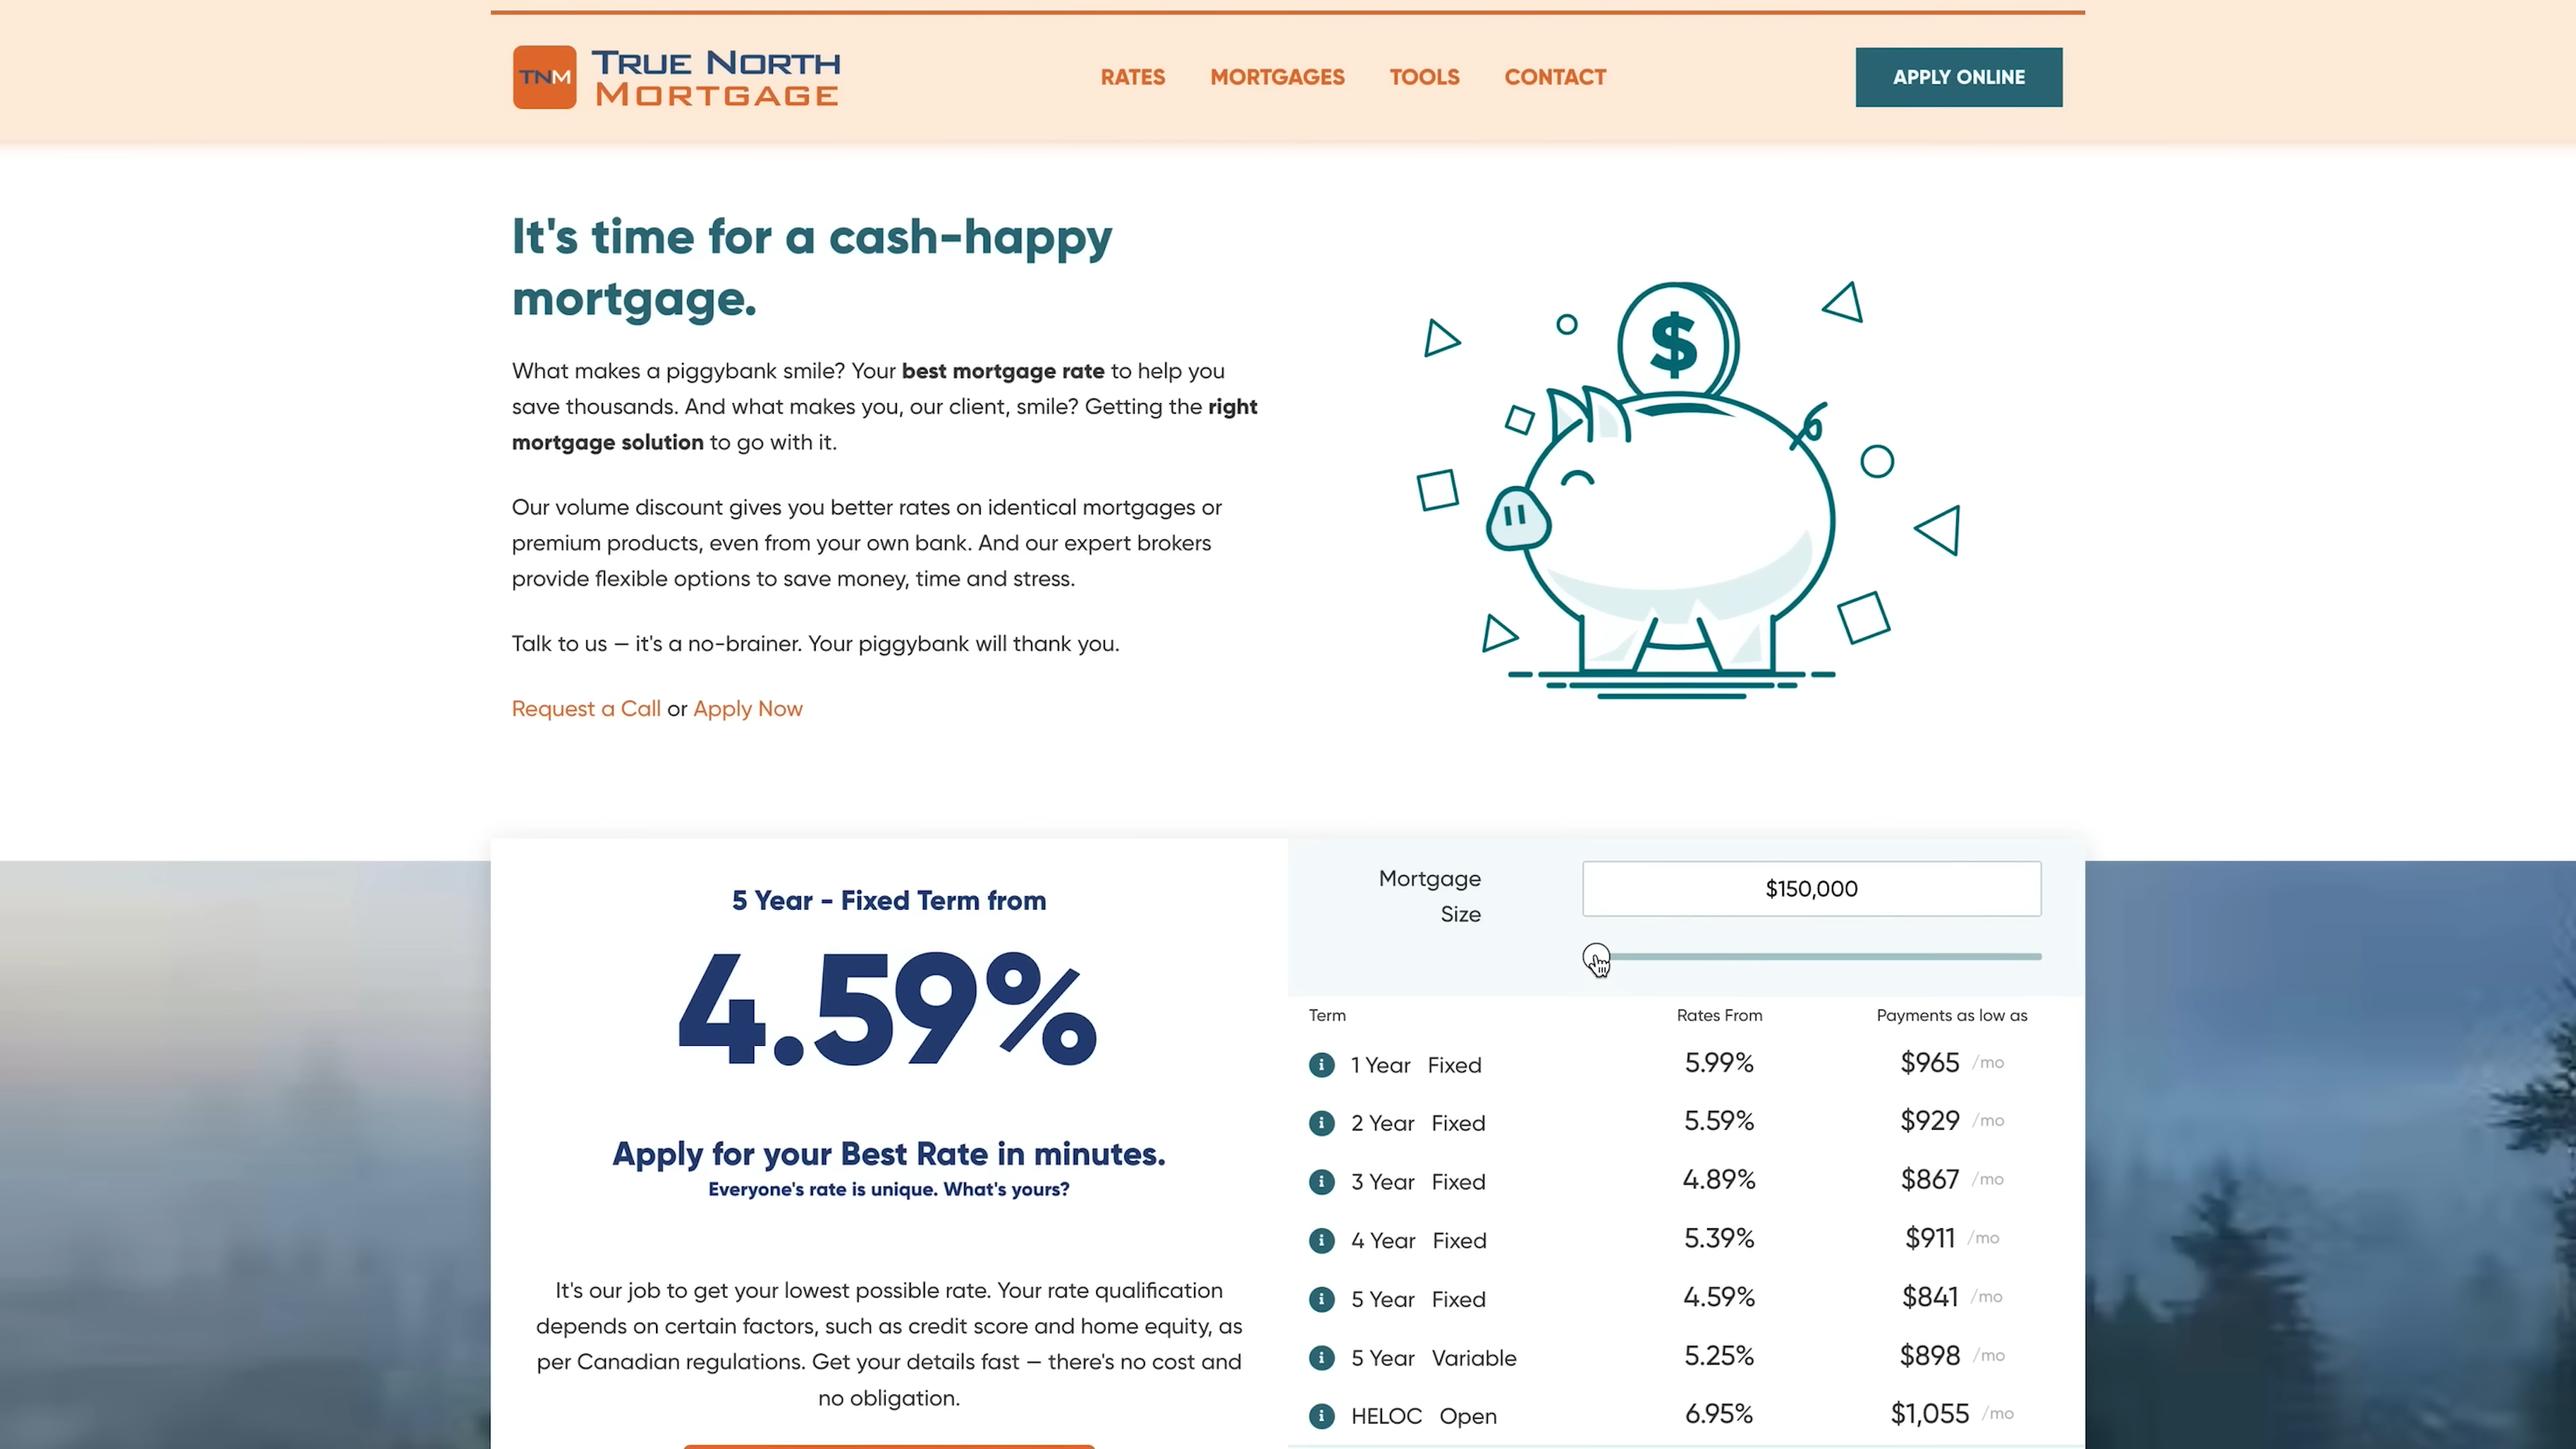 TNM
TRUE NORTH
MORTGAGE
RATES MORTGAGES TOOLS CONTACT
APPLY ONLINE
It's time for a cash-happy
mortgage.
What makes a piggybank smile? Your best mortgage rate to help you
save thousands. And what makes you, our client, smile? Getting the right
mortgage solution to go with it.
Our volume discount gives you better rates on identical mortgages or
premium products, even from your own bank. And our expert brokers
provide flexible options to save money, time and stress.
Talk to us – it's a no-brainer. Your piggybank will thank you.
Request a Call or Apply Now
$
5 Year - Fixed Term from
4.59%
Apply for your Best Rate in minutes.
Everyone's rate is unique. What's yours?
It's our job to get your lowest possible rate. Your rate qualification
depends on certain factors, such as credit score and home equity, as
per Canadian regulations. Get your details fast – there's no cost and
no obligation.
Mortgage
Size
$150,000
Term Rates From Payments as low as
i 1 Year Fixed 5.99% $965 /mo
i 2 Year Fixed 5.59% $929 /mo
i 3 Year Fixed 4.89% $867 /mo
i 4 Year Fixed 5.39% $911 /mo
i 5 Year Fixed 4.59% $841 /mo
i 5 Year Variable 5.25% $898 /mo
i HELOC Open 6.95% $1,055 /mo